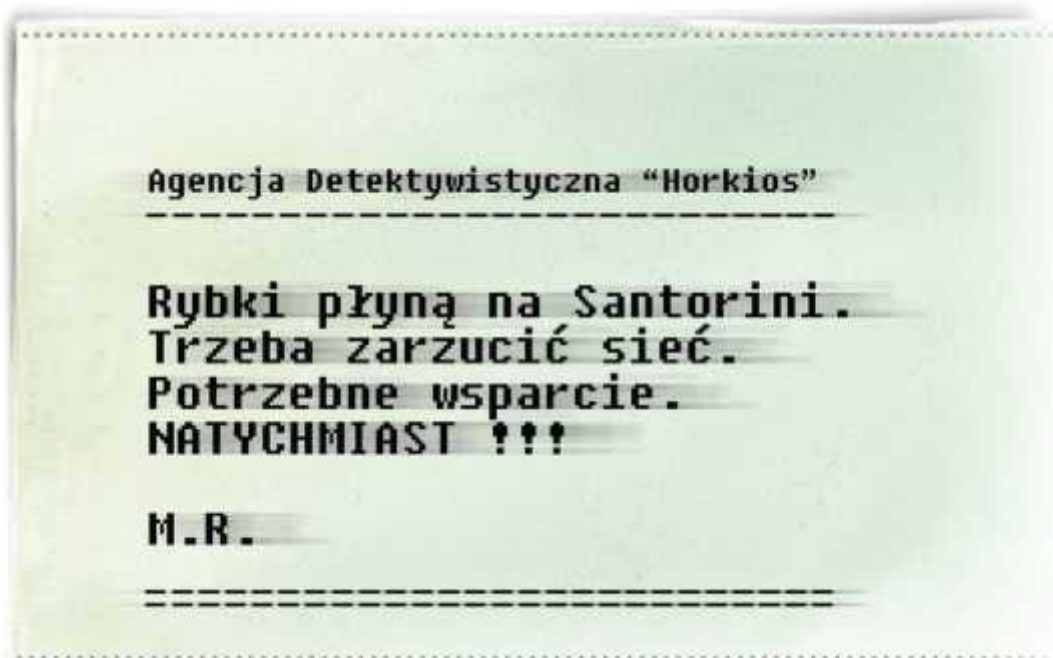 Agencja Detektywistyczna “Horkios”
Rybki płyną na Santorini.
Trzeba zarzucić sieć.
Potrzebne wsparcie.
NATYCHMIAST !!!
M.R.